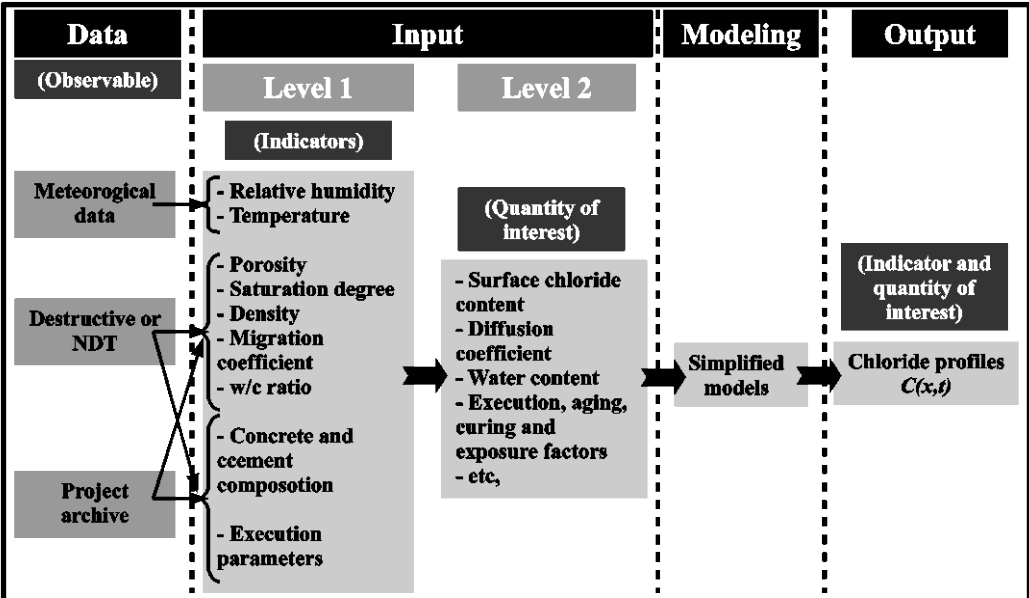 Data
(Observable)
Meteorogical
data
Destructive or
NDT
Project
archive
Input
Level 1
(Indicators)
- Relative humidity
- Temperature
- Porosity
- Saturation degree
- Density
- Migration
coefficient
- w/c ratio
- Concrete and
ccement
composotion
- Execution
parameters
Level 2
(Quantity of
interest)
- Surface chloride
content
- Diffusion
coefficient
- Water content
- Execution, aging,
curing and
exposure factors
- etc,
Modeling
Simplified
models
Output
(Indicator and
quantity of
interest)
Chloride profiles
C(x,t)